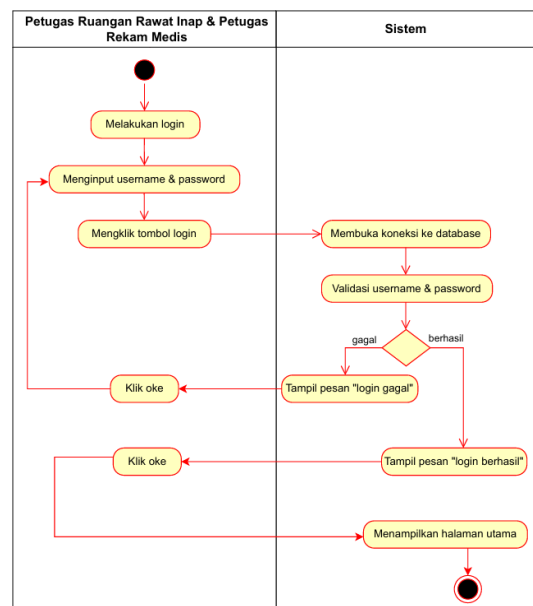 Petugas Ruangan Rawat Inap & Petugas
Rekam Medis
Sistem
Melakukan login
Menginput username & password
Mengklik tombol login
Membuka koneksi ke database
Validasi username & password
gagal
berhasil
Klik oke
Tampil pesan "login gagal"
Klik oke
Tampil pesan "login berhasil"
Menampilkan halaman utama